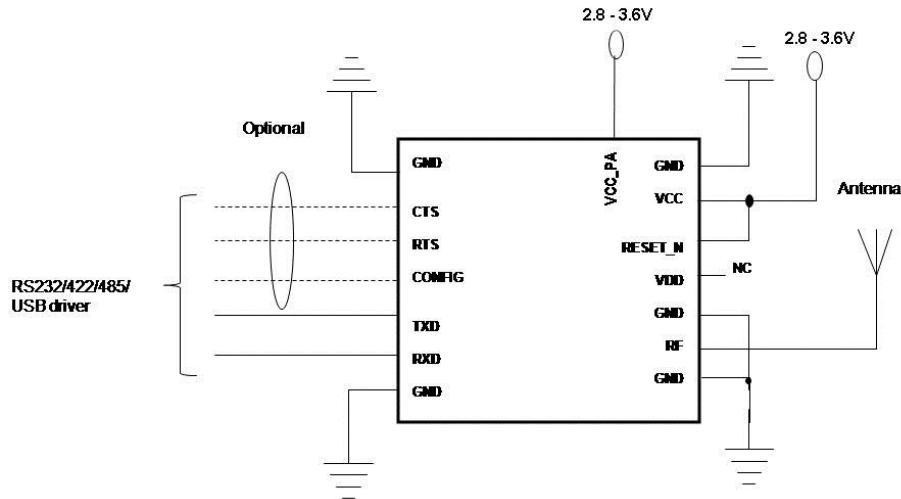 2.8 - 3.6V
2.8 - 3.6V
Optional
GND
CTS
RTS
CONFIG
TXD
RXD
GND
RS232/422/485/
USB driver
VCC_PA
GND
VCC
RESET_N
VDD
GND
RF
GND
NC
Antenna